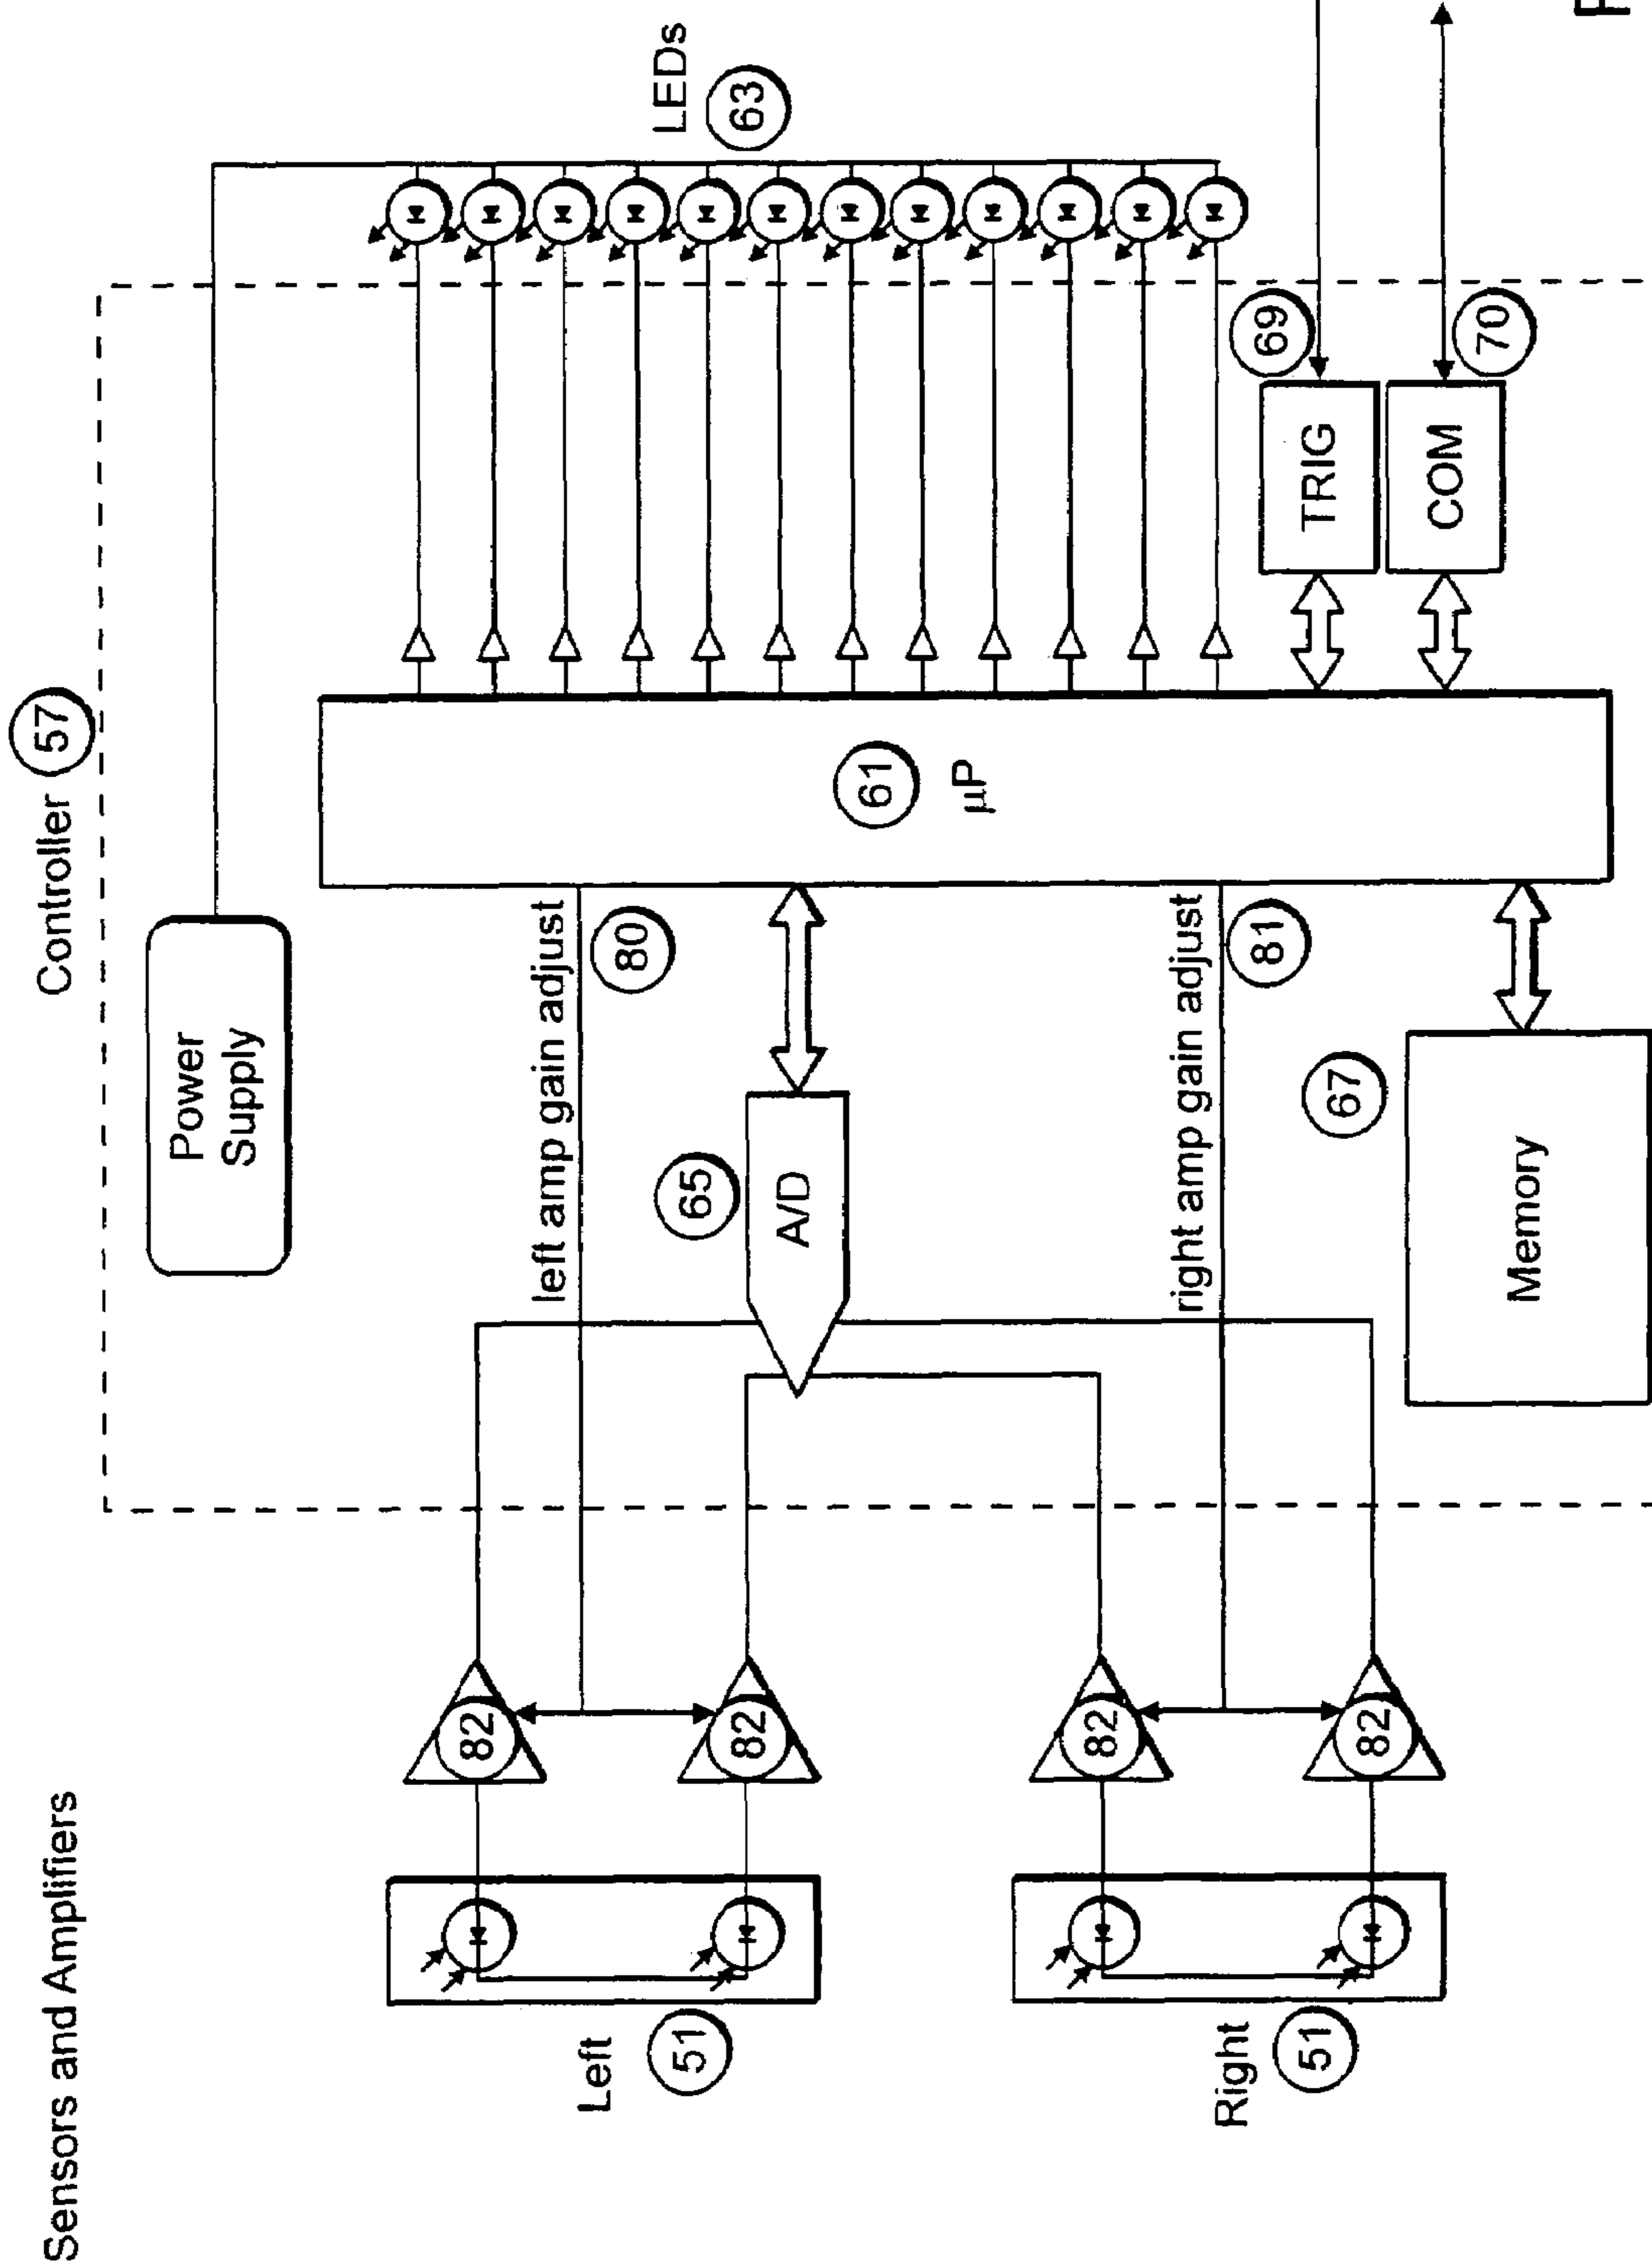 Sensors and Amplifiers
Controller 57
Power
Supply
LEDs
63
left amp gain adjust
80
65
A/D
61
µP
right amp gain adjust
81
67
Memory
69
TRIG
COM
70
82
82
82
82
Left
51
Right
51